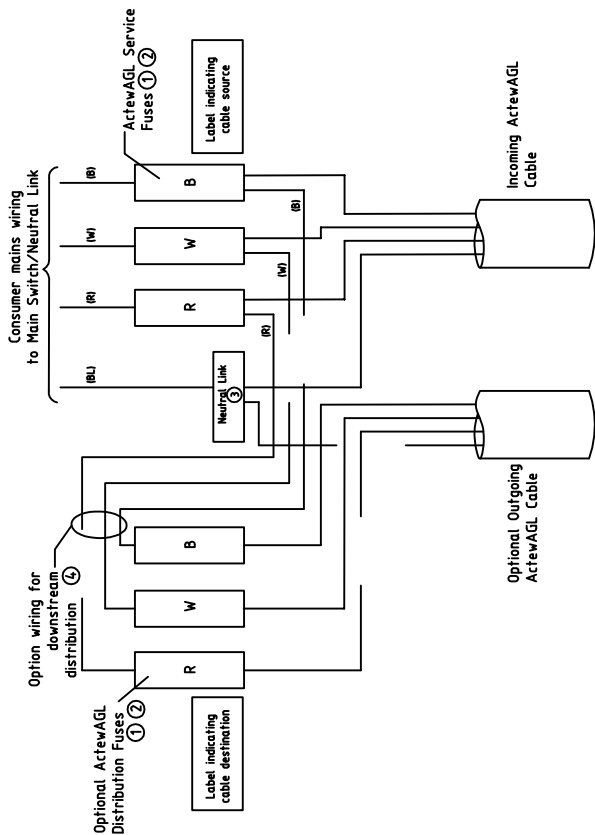 Optional ActewAGL
Distribution Fuses
① ②
Option wiring for
downstream ④
distribution
Consumer mains wiring
to Main Switch/Neutral Link
ActewAGL Service
Fuses ① ②
(BL)
(R)
(W)
(B)
R
W
B
R
W
B
Label indicating
cable destination
Neutral Link
③
Label indicating
cable source
(R)
(W)
(B)
Optional Outgoing
ActewAGL Cable
Incoming ActewAGL
Cable